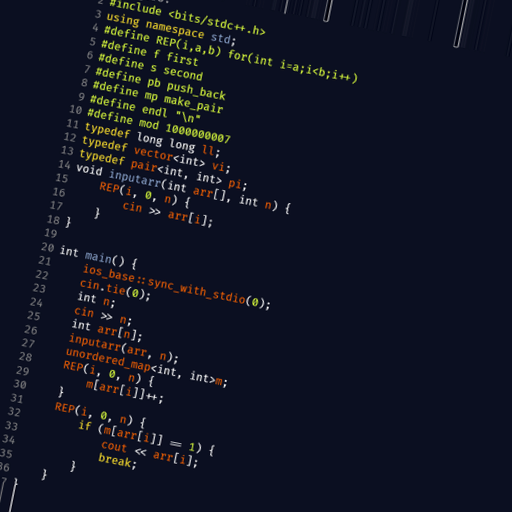 2 #include <bits/stdc++.h>
3 using namespace std;
4 #define REP(i,a,b) for(int i=a;i<b;i++)
5 #define f first
6 #define s second
7 #define pb push_back
8 #define mp make_pair
9 #define endl "\n"
10 #define mod 1000000007
11 typedef long long ll;
12 typedef vector<int> vi;
13 typedef pair<int, int> pi;
14 void inputarr(int arr[], int n) {
15 REP(i, 0, n) {
16 cin >> arr[i];
17 }
18 }
19
20 int main() {
21 ios_base::sync_with_stdio(0);
22 cin.tie(0);
23 int n;
24 cin >> n;
25 int arr[n];
26 inputarr(arr, n);
27 unordered_map<int, int>m;
28 REP(i, 0, n) {
29 m[arr[i]]++;
30 }
31 REP(i, 0, n) {
32 if (m[arr[i]] == 1) {
33 cout << arr[i];
34 break;
35 }
36 }
7 }